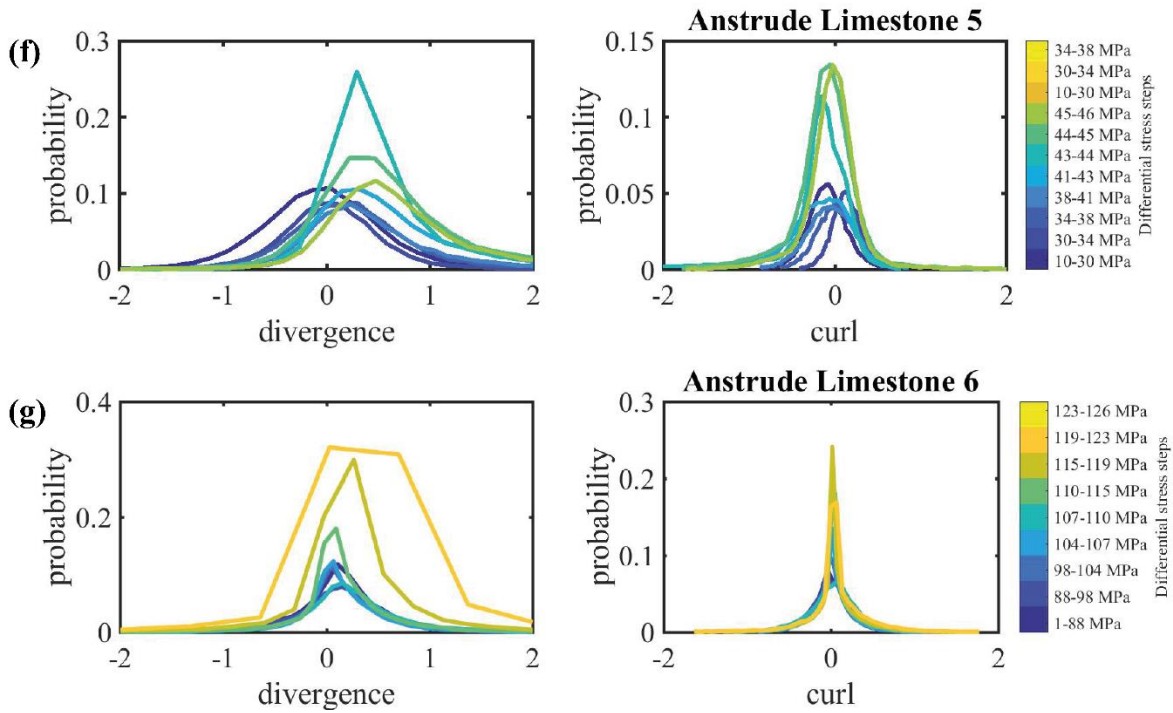 (f)
Anstrude Limestone 5
0.3
0.2
0.1
0
probability
-2
-1
0
1
2
divergence
0.15
0.1
0.05
0
probability
-2
0
2
curl
34-38 MPa
30-34 MPa
10-30 MPa
45-46 MPa
44-45 MPa
43-44 MPa
41-43 MPa
38-41 MPa
34-38 MPa
30-34 MPa
10-30 MPa
Differential stress steps
(g)
Anstrude Limestone 6
0.4
0.2
0
probability
-2
-1
0
1
2
divergence
0.3
0.2
0.1
0
probability
-2
0
2
curl
123-126 MPa
119-123 MPa
115-119 MPa
110-115 MPa
107-110 MPa
104-107 MPa
98-104 MPa
88-98 MPa
1-88 MPa
Differential stress steps